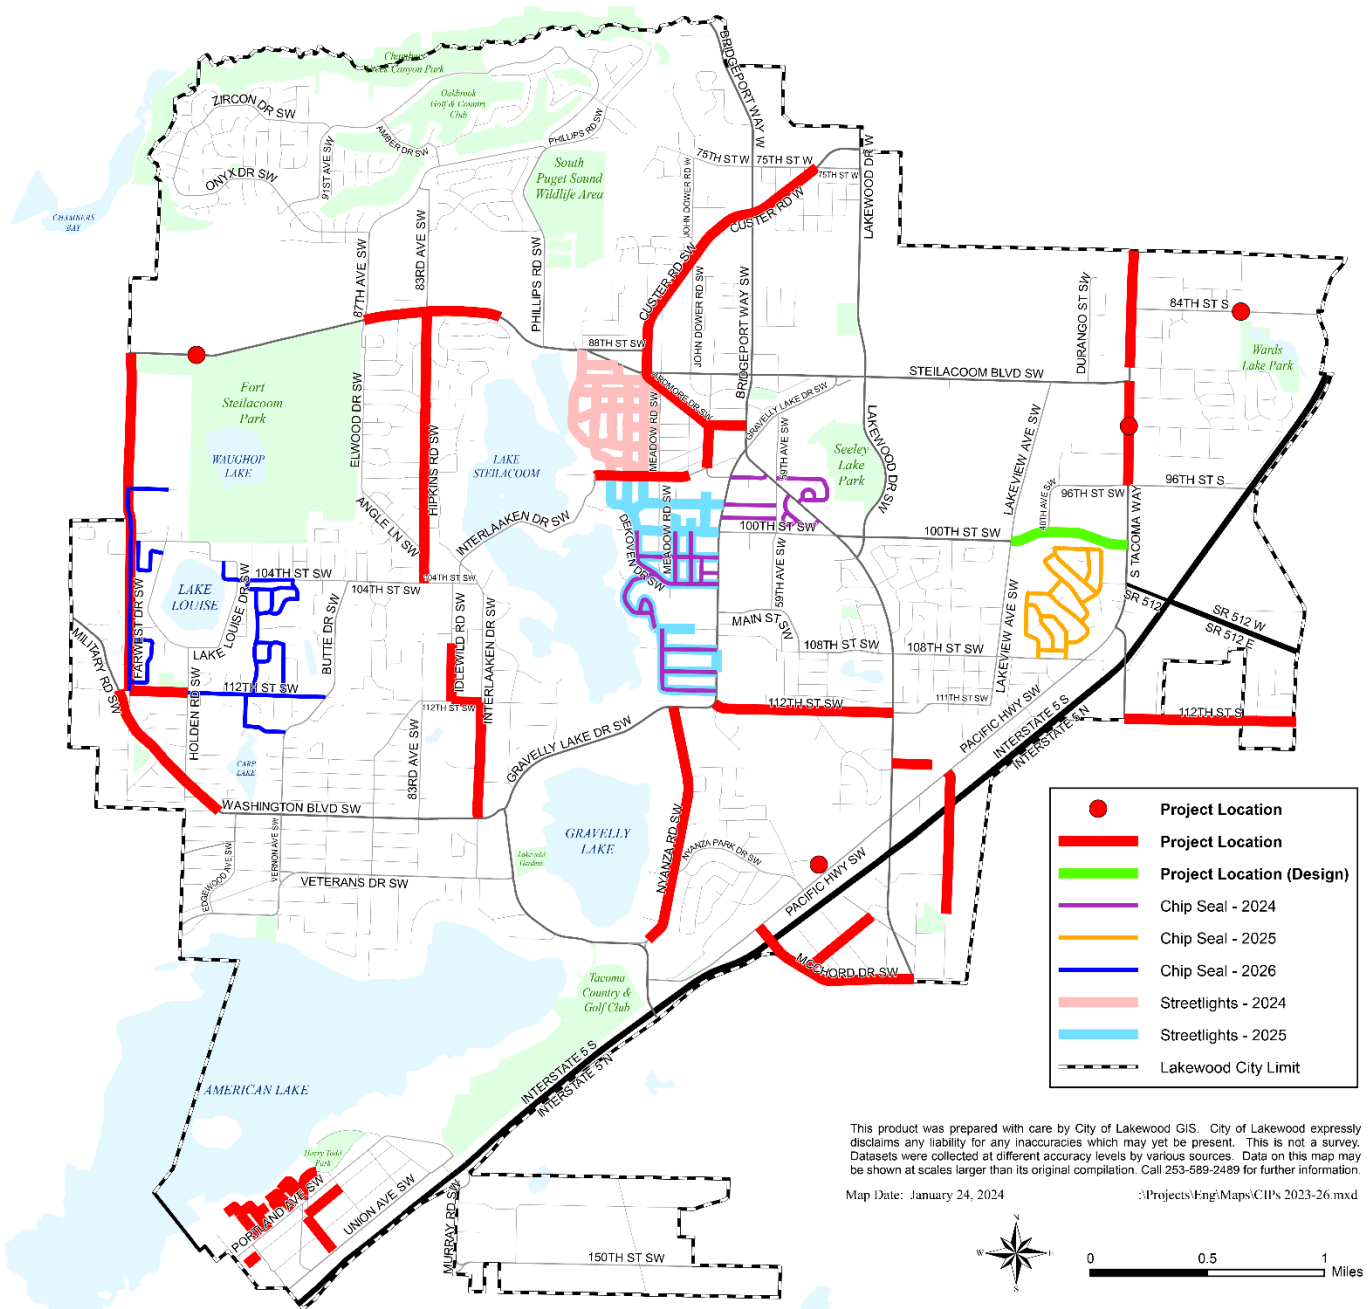 BRIDGEPORT WAY W
Chambers
Creek Canyon Park
Oakbrook
Golf & Country
Club
ZIRCON DR SW
AMBER DR SW
PHILLIPS RD SW
91ST AVE SW
ONYX DR SW
South
Puget Sound
Wildlife Area
75TH ST W
75TH ST W
75TH ST W
JOHN DOWER RD W
LAKEWOOD DR W
CUSTER RD W
CHAMBERS
BAY
87TH AVE SW
83RD AVE SW
PHILLIPS RD SW
CUSTER RD SW
JOHN DOWER RD SW
BRIDGEPORT WAY SW
DURANGO ST SW
84TH ST S
Wards
Lake Park
88TH ST SW
STEILACOOM BLVD SW
ARDMORE DR SW
GRAVELLY LAKE DR SW
Fort
Steilacoom
Park
ELWOOD DR SW
HIPKINS RD SW
MEADOW RD SW
59TH AVE SW
LAKEWOOD DR SW
LAKEVIEW AVE SW
Seeley
Lake
Park
WAUGHOP
LAKE
LAKE
STEILACOOM
40TH AVE SW
96TH ST SW
96TH ST S
S TACOMA WAY
ANGLE LN SW
INTERLAAKEN DR SW
DEKOVEN DR SW
MEADOW RD SW
100TH ST SW
100TH ST SW
104TH ST SW
104TH ST SW
104TH ST SW
LAKE
LOUISE
LAKE LOUISE DR SW
FARWEST DR SW
BUTTE DR SW
IDLEWILD RD SW
INTERLAAKEN DR SW
59TH AVE SW
MAIN ST SW
108TH ST SW
108TH ST SW
LAKEVIEW AVE SW
SR 512
SR 512 W
SR 512 E
MILITARY RD SW
112TH ST SW
112TH ST SW
112TH ST SW
111TH ST SW
112TH ST S
HOLDEN RD SW
83RD AVE SW
GRAVELLY LAKE DR SW
PACIFIC HWY SW
INTERSTATE 5 S
INTERSTATE 5 N
CARP
LAKE
WASHINGTON BLVD SW
GRAVELLY
LAKE
NYANZA RD SW
NYANZA PARK DR SW
PACIFIC HWY SW
Lakewold
Gardens
EDGEWOOD AVE SW
VERNON AVE SW
VETERANS DR SW
MCCHORD DR SW
Tacoma
Country &
Golf Club
AMERICAN LAKE
INTERSTATE 5 S
INTERSTATE 5 N
Harry Todd
Park
PORTLAND AVE SW
UNION AVE SW
MURRAY RD SW
150TH ST SW
Project Location
Project Location
Project Location (Design)
Chip Seal - 2024
Chip Seal - 2025
Chip Seal - 2026
Streetlights - 2024
Streetlights - 2025
Lakewood City Limit
This product was prepared with care by City of Lakewood GIS. City of Lakewood expressly
disclaims any liability for any inaccuracies which may yet be present. This is not a survey.
Datasets were collected at different accuracy levels by various sources. Data on this map may
be shown at scales larger than its original compilation. Call 253-589-2489 for further information.
Map Date: January 24, 2024
:\Projects\Eng\Maps\CIPs 2023-26.mxd
N
W
E
S
0
0.5
1
Miles